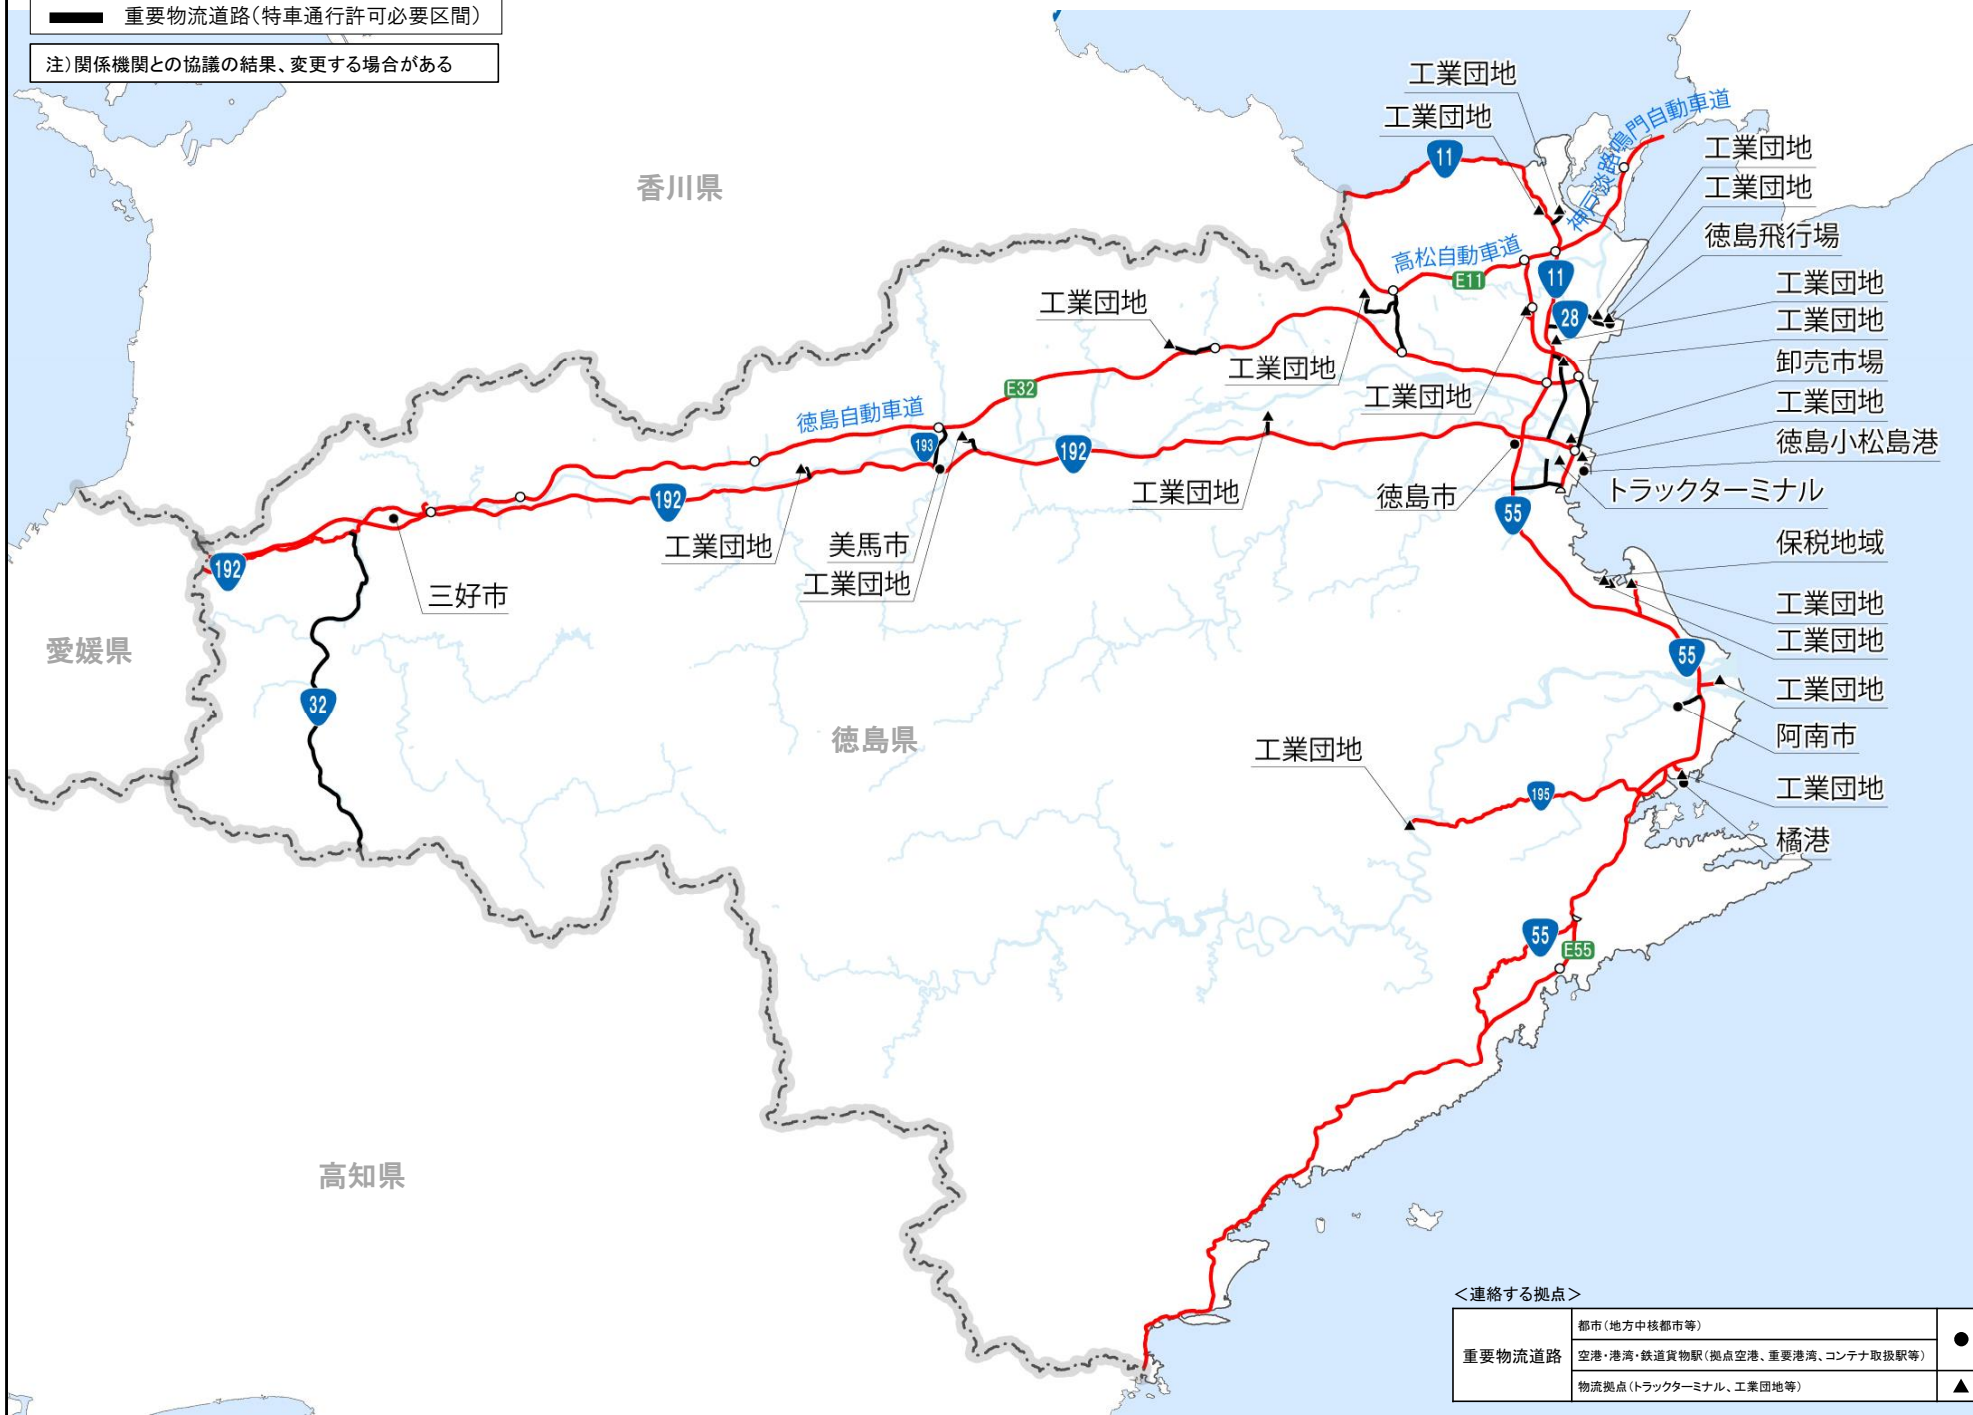 重要物流道路(特車通行許可必要区間)
注)関係機関との協議の結果、変更する場合がある
工業団地
工業団地
神戸淡路鳴門自動車道
11
工業団地
工業団地
香川県
徳島飛行場
高松自動車道
E11
11
工業団地
工業団地
28
工業団地
卸売市場
工業団地
工業団地
E32
工業団地
徳島自動車道
193
192
徳島小松島港
192
工業団地
徳島市
トラックターミナル
55
工業団地
美馬市
保税地域
192
工業団地
三好市
工業団地
工業団地
愛媛県
55
工業団地
32
阿南市
徳島県
工業団地
195
工業団地
橘港
55
E55
高知県
<連絡する拠点>
重要物流道路
都市(地方中核都市等)
●
空港・港湾・鉄道貨物駅(拠点空港、重要港湾、コンテナ取扱駅等)
物流拠点(トラックターミナル、工業団地等)
▲